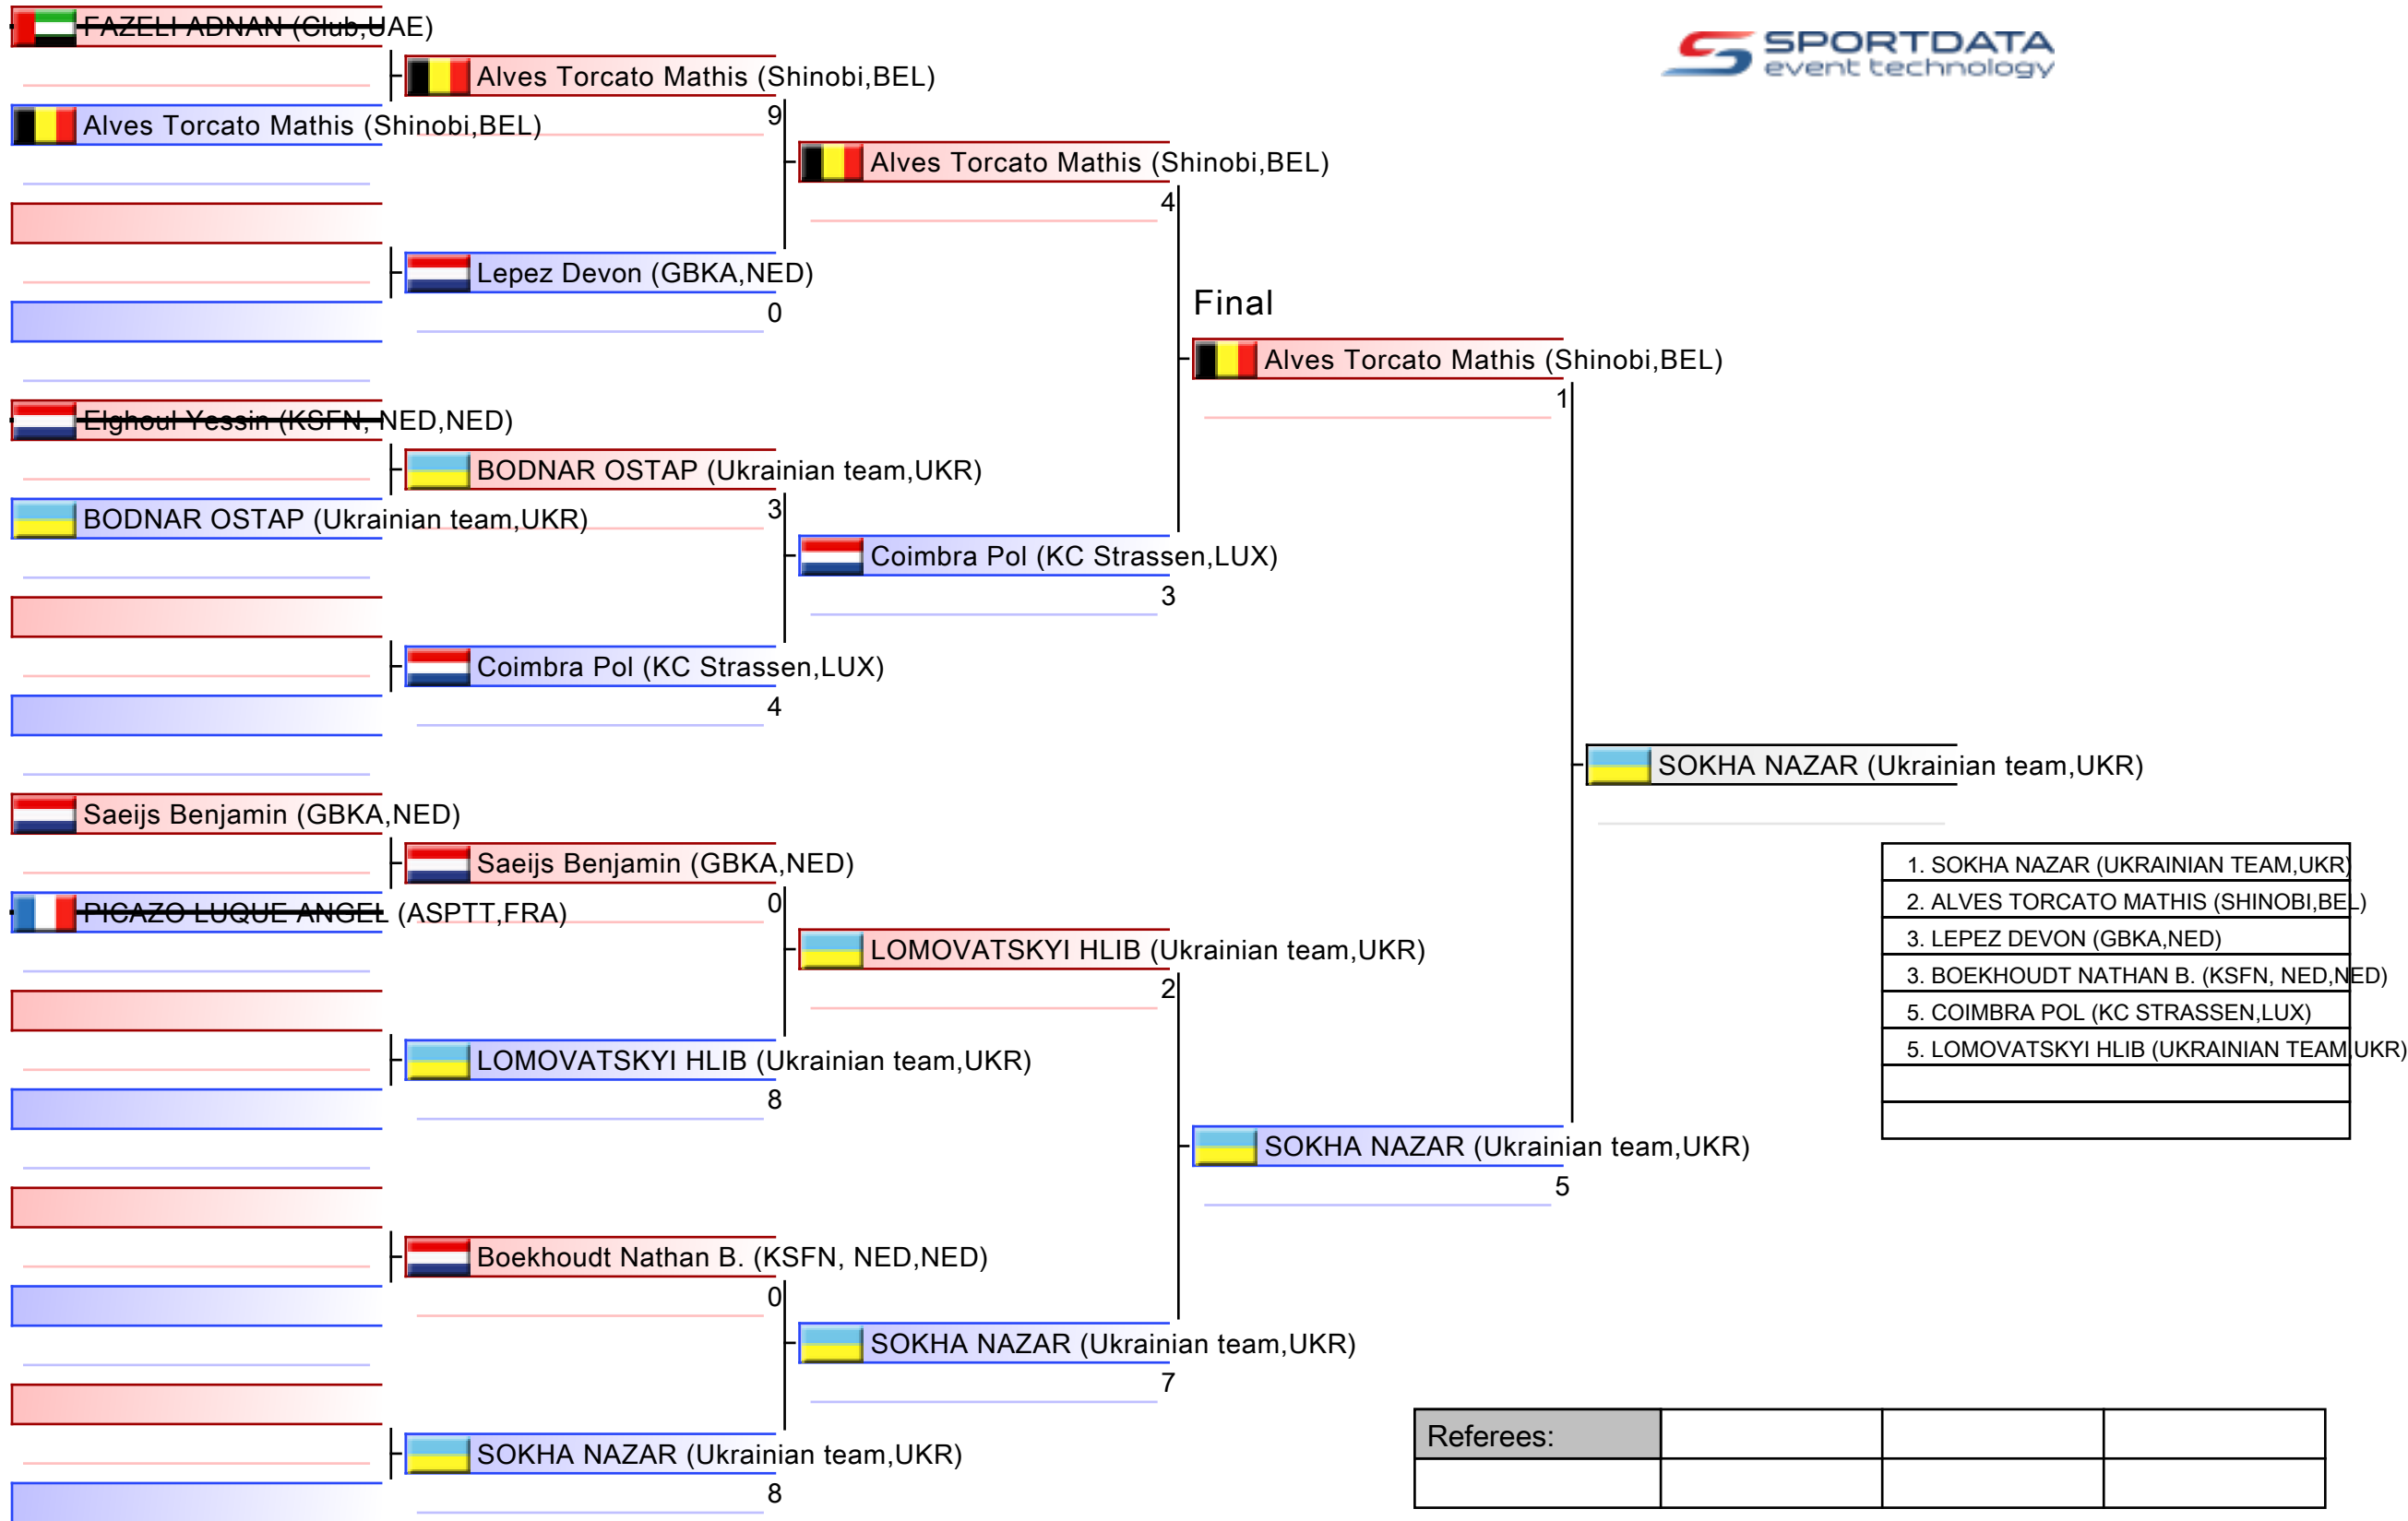 FAZELI ADNAN (Club,UAE)
SPORTDATA
event technology
Alves Torcato Mathis (Shinobi,BEL)
9
Alves Torcato Mathis (Shinobi,BEL)
Alves Torcato Mathis (Shinobi,BEL)
4
Lepez Devon (GBKA,NED)
0
Final
Alves Torcato Mathis (Shinobi,BEL)
1
Elghoul Yessin (KSFN, NED,NED)
BODNAR OSTAP (Ukrainian team,UKR)
3
BODNAR OSTAP (Ukrainian team,UKR)
Coimbra Pol (KC Strassen,LUX)
3
Coimbra Pol (KC Strassen,LUX)
4
SOKHA NAZAR (Ukrainian team,UKR)
Saeijs Benjamin (GBKA,NED)
Saeijs Benjamin (GBKA,NED)
0
PICAZO LUQUE ANGEL (ASPTT,FRA)
1. SOKHA NAZAR (UKRAINIAN TEAM,UKR)
2. ALVES TORCATO MATHIS (SHINOBI,BEL)
3. LEPEZ DEVON (GBKA,NED)
3. BOEKHOUDT NATHAN B. (KSFN, NED,NED)
5. COIMBRA POL (KC STRASSEN,LUX)
5. LOMOVATSKYI HLIB (UKRAINIAN TEAM,UKR)
LOMOVATSKYI HLIB (Ukrainian team,UKR)
2
LOMOVATSKYI HLIB (Ukrainian team,UKR)
8
SOKHA NAZAR (Ukrainian team,UKR)
5
Boekhoudt Nathan B. (KSFN, NED,NED)
0
SOKHA NAZAR (Ukrainian team,UKR)
7
SOKHA NAZAR (Ukrainian team,UKR)
8
Referees: